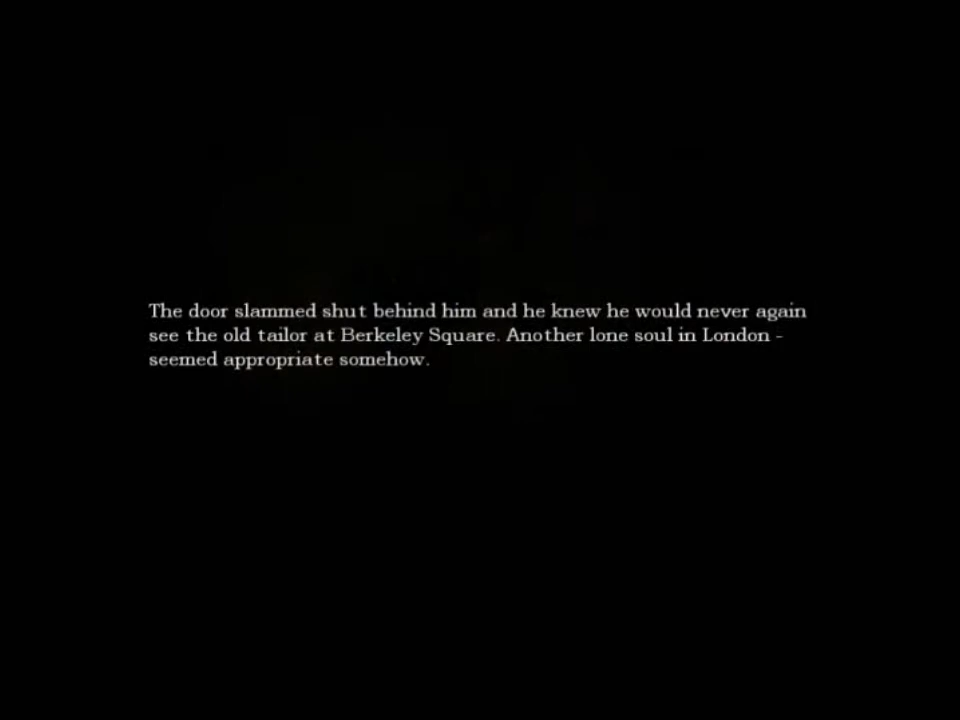 The door slammed shut behind him and he knew he would never again
see the old tailor at Berkeley Square. Another lone soul in London -
seemed appropriate somehow.